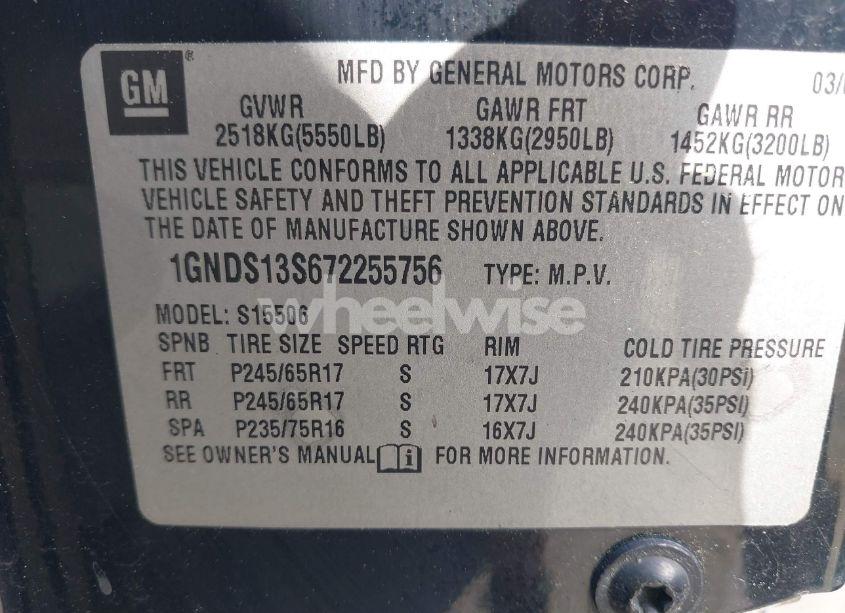 GM ®
MFD BY GENERAL MOTORS CORP. 03/
GVWR GAWR FRT GAWR RR
2518KG(5550LB) 1338KG(2950LB) 1452KG(3200LB)
THIS VEHICLE CONFORMS TO ALL APPLICABLE U.S. FEDERAL MOTOR
VEHICLE SAFETY AND THEFT PREVENTION STANDARDS IN EFFECT ON
THE DATE OF MANUFACTURE SHOWN ABOVE.
1GNDS13S672255756 TYPE: M.P.V.
wheelwise
MODEL: S15506
SPNB TIRE SIZE SPEED RTG RIM COLD TIRE PRESSURE
FRT P245/65R17 S 17X7J 210KPA(30PSI)
RR P245/65R17 S 17X7J 240KPA(35PSI)
SPA P235/75R16 S 16X7J 240KPA(35PSI)
SEE OWNER'S MANUAL FOR MORE INFORMATION.